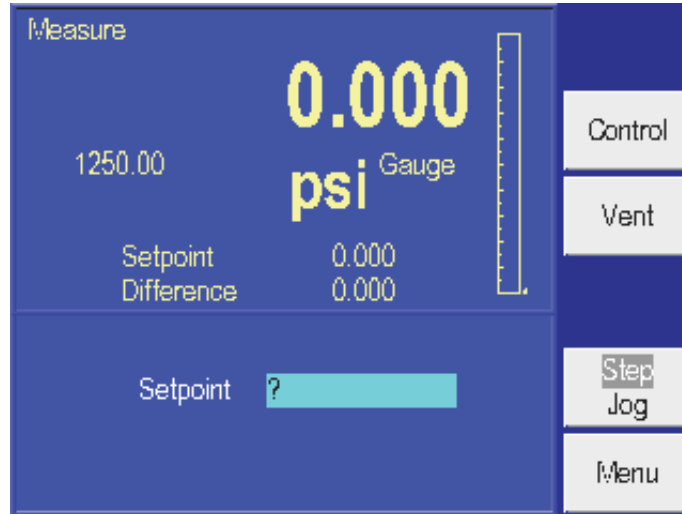 Measure
0.000
1250.00
psi Gauge
Setpoint 0.000
Difference 0.000
Setpoint ?
Control
Vent
Step
Jog
Menu